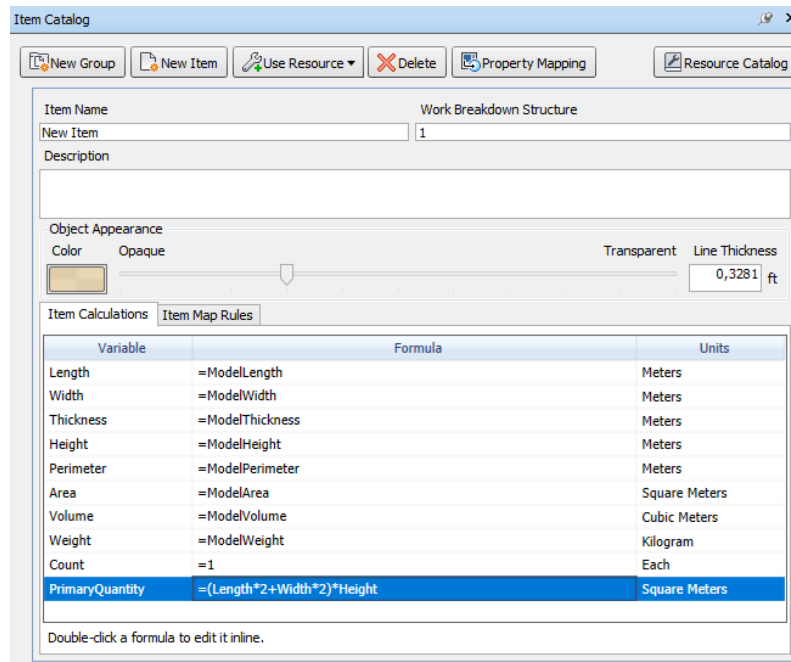 Item Catalog
New Group New Item Use Resource Delete Property Mapping Resource Catalog
Item Name Work Breakdown Structure
New Item 1
Description
Object Appearance
Color Opaque Transparent Line Thickness
0,3281 ft
Item Calculations Item Map Rules
Variable Formula Units
Length =ModelLength Meters
Width =ModelWidth Meters
Thickness =ModelThickness Meters
Height =ModelHeight Meters
Perimeter =ModelPerimeter Meters
Area =ModelArea Square Meters
Volume =ModelVolume Cubic Meters
Weight =ModelWeight Kilogram
Count =1 Each
PrimaryQuantity =(Length*2+Width*2)*Height Square Meters
Double-click a formula to edit it inline.